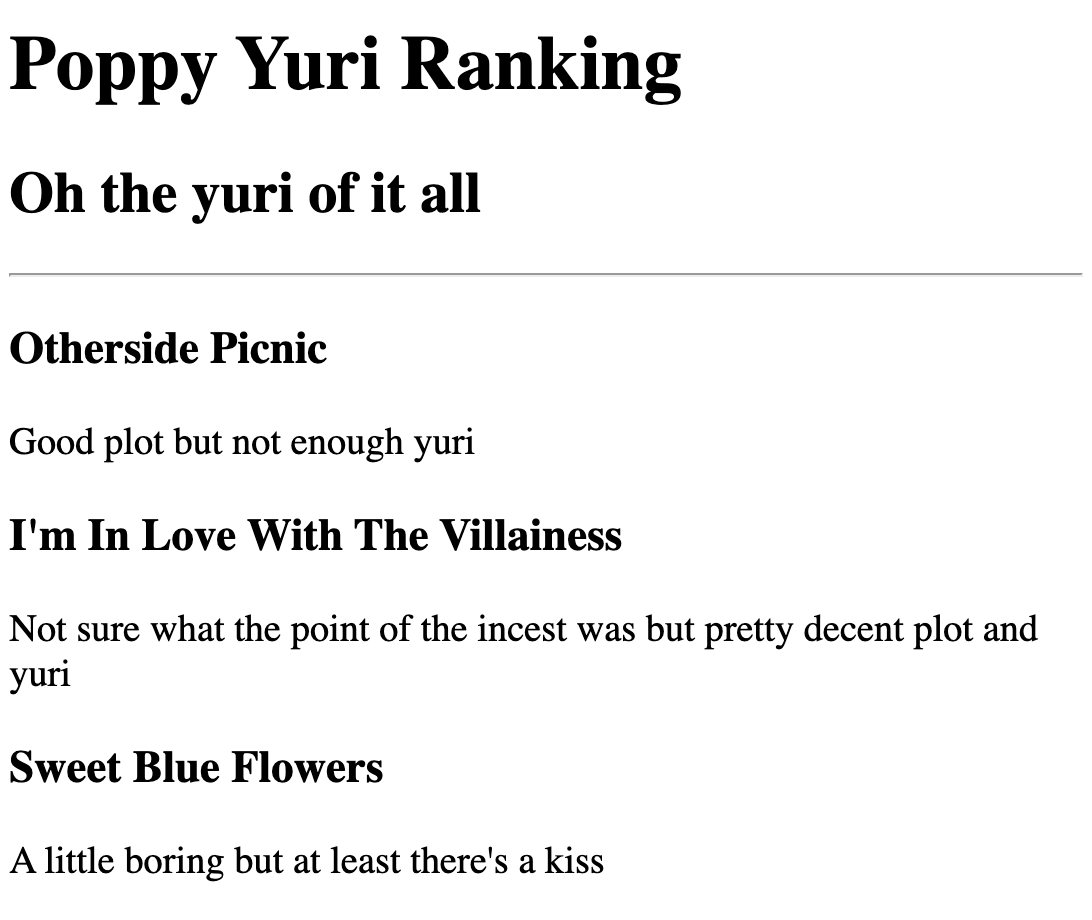 Poppy Yuri Ranking
Oh the yuri of it all
Otherside Picnic
Good plot but not enough yuri
I'm In Love With The Villainess
Not sure what the point of the incest was but pretty decent plot and
yuri
Sweet Blue Flowers
A little boring but at least there's a kiss